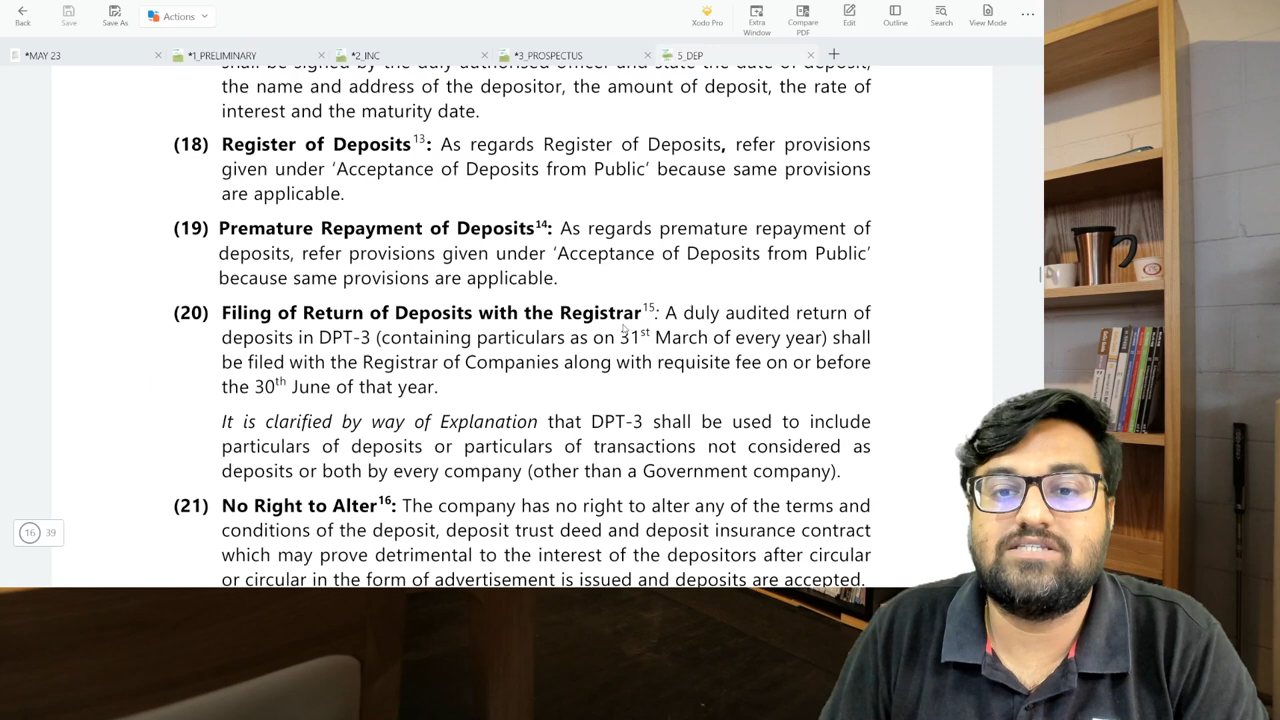 Back
Save
Save As
Actions
Xodo Pro
Extra Window
Compare PDF
Edit
Outline
Search
View Mode
*MAY 23
*1_PRELIMINARY
*2_INC
*3_PROSPECTUS
5_DEP
shall be signed by the duly authorised officer and state the date of deposit,
the name and address of the depositor, the amount of deposit, the rate of
interest and the maturity date.
(18) Register of Deposits13: As regards Register of Deposits, refer provisions
given under ‘Acceptance of Deposits from Public’ because same provisions
are applicable.
(19) Premature Repayment of Deposits14: As regards premature repayment of
deposits, refer provisions given under ‘Acceptance of Deposits from Public’
because same provisions are applicable.
(20) Filing of Return of Deposits with the Registrar15: A duly audited return of
deposits in DPT-3 (containing particulars as on 31st March of every year) shall
be filed with the Registrar of Companies along with requisite fee on or before
the 30th June of that year.
It is clarified by way of Explanation that DPT-3 shall be used to include
particulars of deposits or particulars of transactions not considered as
deposits or both by every company (other than a Government company).
(21) No Right to Alter16: The company has no right to alter any of the terms and
conditions of the deposit, deposit trust deed and deposit insurance contract
which may prove detrimental to the interest of the depositors after circular
or circular in the form of advertisement is issued and deposits are accepted.
16 39